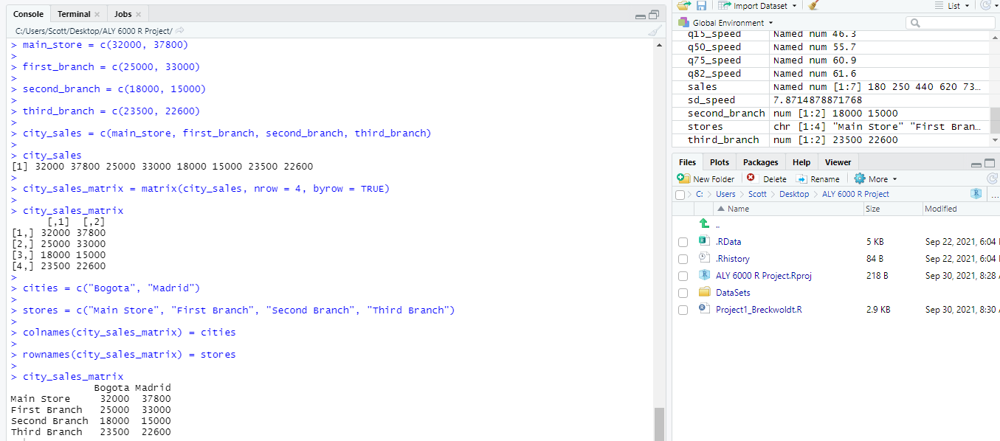 Console Terminal Jobs
C:/Users/Scott/Desktop/ALY 6000 R Project/
> main_store = c(32000, 37800)
>
> first_branch = c(25000, 33000)
>
> second_branch = c(18000, 15000)
>
> third_branch = c(23500, 22600)
>
> city_sales = c(main_store, first_branch, second_branch, third_branch)
>
> city_sales
[1] 32000 37800 25000 33000 18000 15000 23500 22600
>
> city_sales_matrix = matrix(city_sales, nrow = 4, byrow = TRUE)
>
> city_sales_matrix
      [,1]  [,2]
[1,] 32000 37800
[2,] 25000 33000
[3,] 18000 15000
[4,] 23500 22600
>
> cities = c("Bogota", "Madrid")
>
> stores = c("Main Store", "First Branch", "Second Branch", "Third Branch")
>
> colnames(city_sales_matrix) = cities
>
> rownames(city_sales_matrix) = stores
>
> city_sales_matrix
              Bogota Madrid
Main Store     32000  37800
First Branch   25000  33000
Second Branch  18000  15000
Third Branch   23500  22600
Import Dataset List
Global Environment
q15_speed Named num 46.3
q50_speed Named num 55.7
q75_speed Named num 60.9
q82_speed Named num 61.6
sales Named num [1:7] 180 250 440 620 73…
sd_speed 7.8714878871768
second_branch num [1:2] 18000 15000
stores chr [1:4] "Main Store" "First Bran…
third_branch num [1:2] 23500 22600
Files Plots Packages Help Viewer
New Folder Delete Rename More
C: > Users > Scott > Desktop > ALY 6000 R Project ...
Name Size Modified
..
.RData 5 KB Sep 22, 2021, 6:04
.Rhistory 84 B Sep 22, 2021, 6:04
ALY 6000 R Project.Rproj 218 B Sep 30, 2021, 8:28
DataSets
Project1_Breckwoldt.R 2.9 KB Sep 30, 2021, 8:30